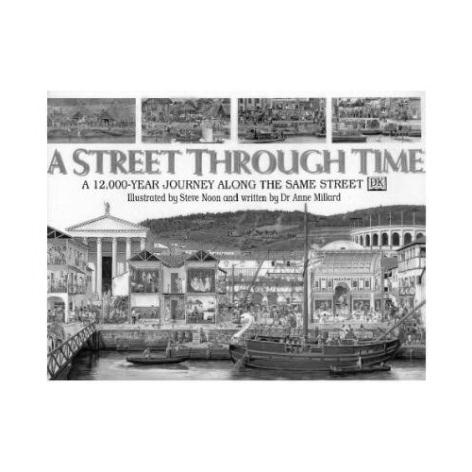 A STREET THROUGH TIME
A 12,000-YEAR JOURNEY ALONG THE SAME STREET DK
Illustrated by Steve Noon and written by Dr Anne Millard